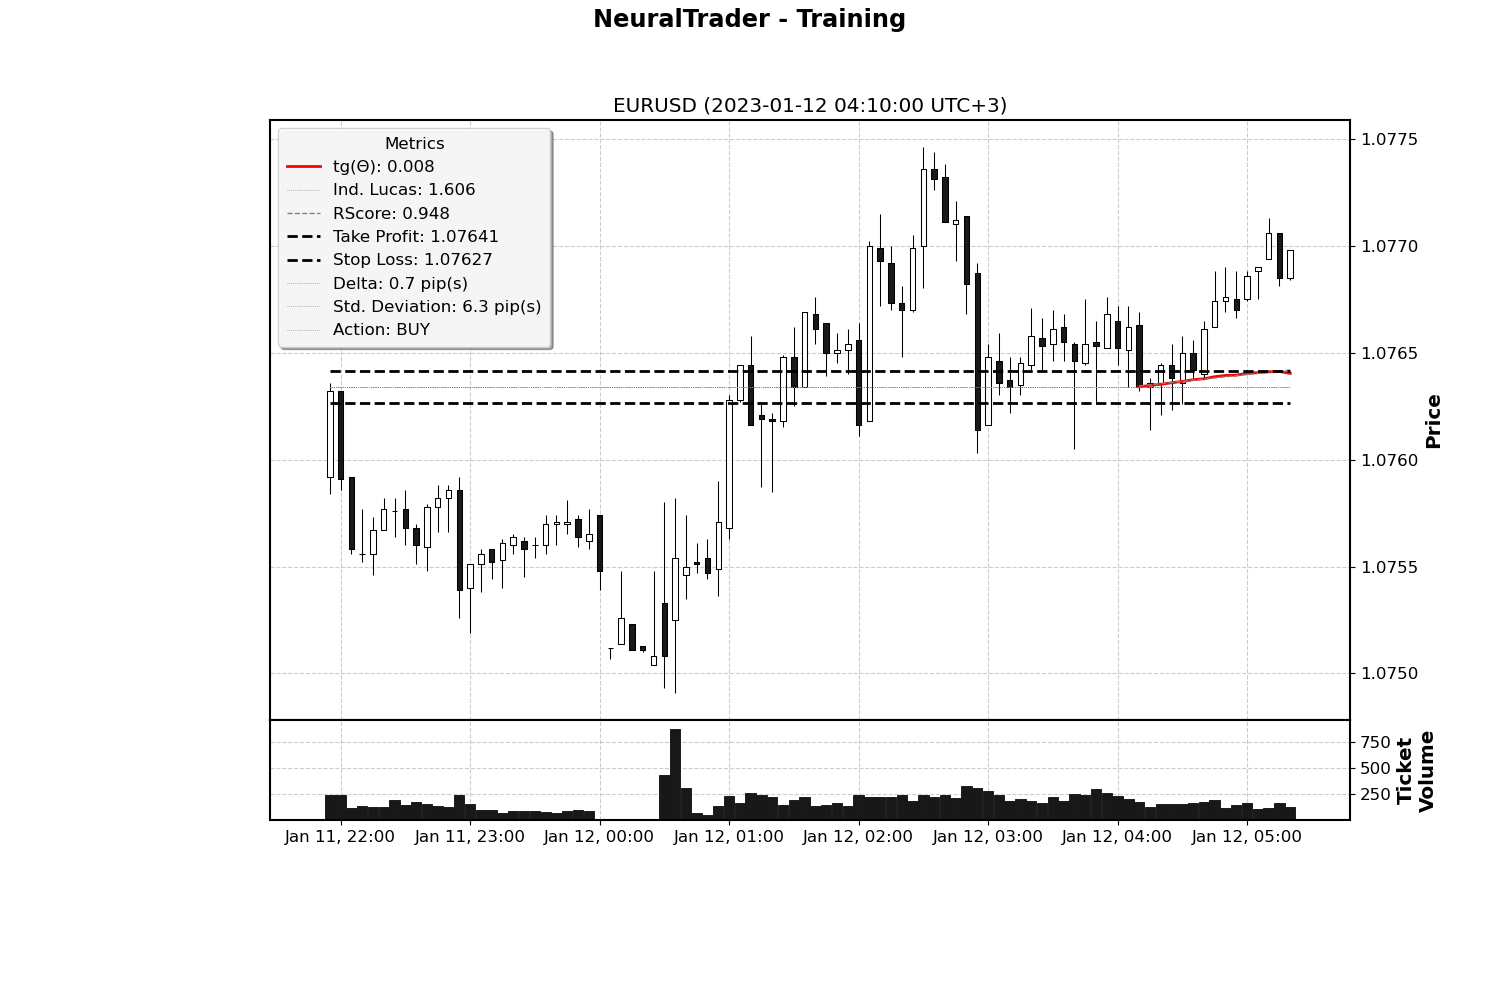 NeuralTrader - Training
EURUSD (2023-01-12 04:10:00 UTC+3)
Metrics
tg(Θ): 0.008
Ind. Lucas: 1.606
RScore: 0.948
Take Profit: 1.07641
Stop Loss: 1.07627
Delta: 0.7 pip(s)
Std. Deviation: 6.3 pip(s)
Action: BUY
1.0775
1.0770
1.0765
1.0760
1.0755
1.0750
Price
750
500
250
Ticket
Volume
Jan 11, 22:00
Jan 11, 23:00
Jan 12, 00:00
Jan 12, 01:00
Jan 12, 02:00
Jan 12, 03:00
Jan 12, 04:00
Jan 12, 05:00